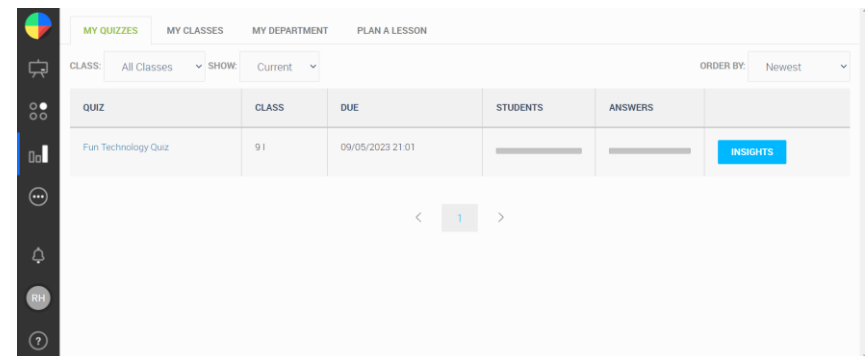 MY QUIZZES MY CLASSES MY DEPARTMENT PLAN A LESSON
CLASS: All Classes SHOW: Current ORDER BY: Newest
QUIZ CLASS DUE STUDENTS ANSWERS
Fun Technology Quiz 9 I 09/05/2023 21:01 INSIGHTS
1
RH
?